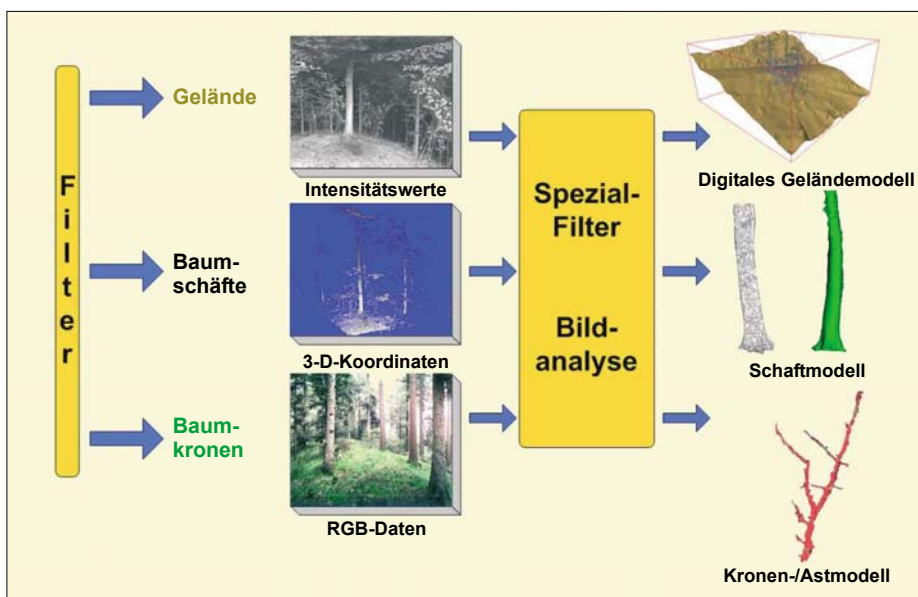 Filter
Gelände
Baum-
schäfte
Baum-
kronen
Intensitätswerte
3-D-Koordinaten
RGB-Daten
Spezial-
Filter
Bild-
analyse
Digitales Geländemodell
Schaftmodell
Kronen-/Astmodell